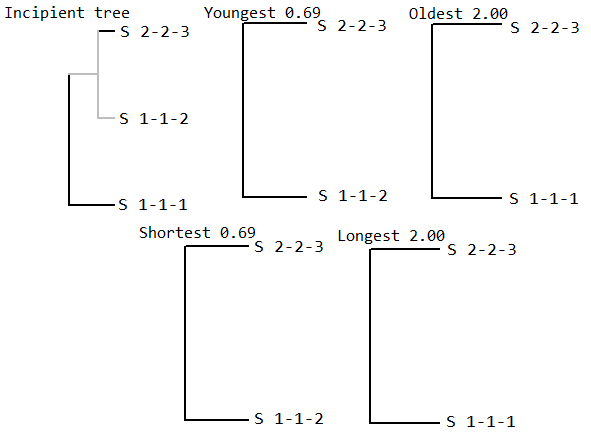 Incipient tree
S 2-2-3
S 1-1-2
S 1-1-1
Youngest 0.69
S 2-2-3
S 1-1-2
Oldest 2.00
S 2-2-3
S 1-1-1
Shortest 0.69
S 2-2-3
S 1-1-2
Longest 2.00
S 2-2-3
S 1-1-1